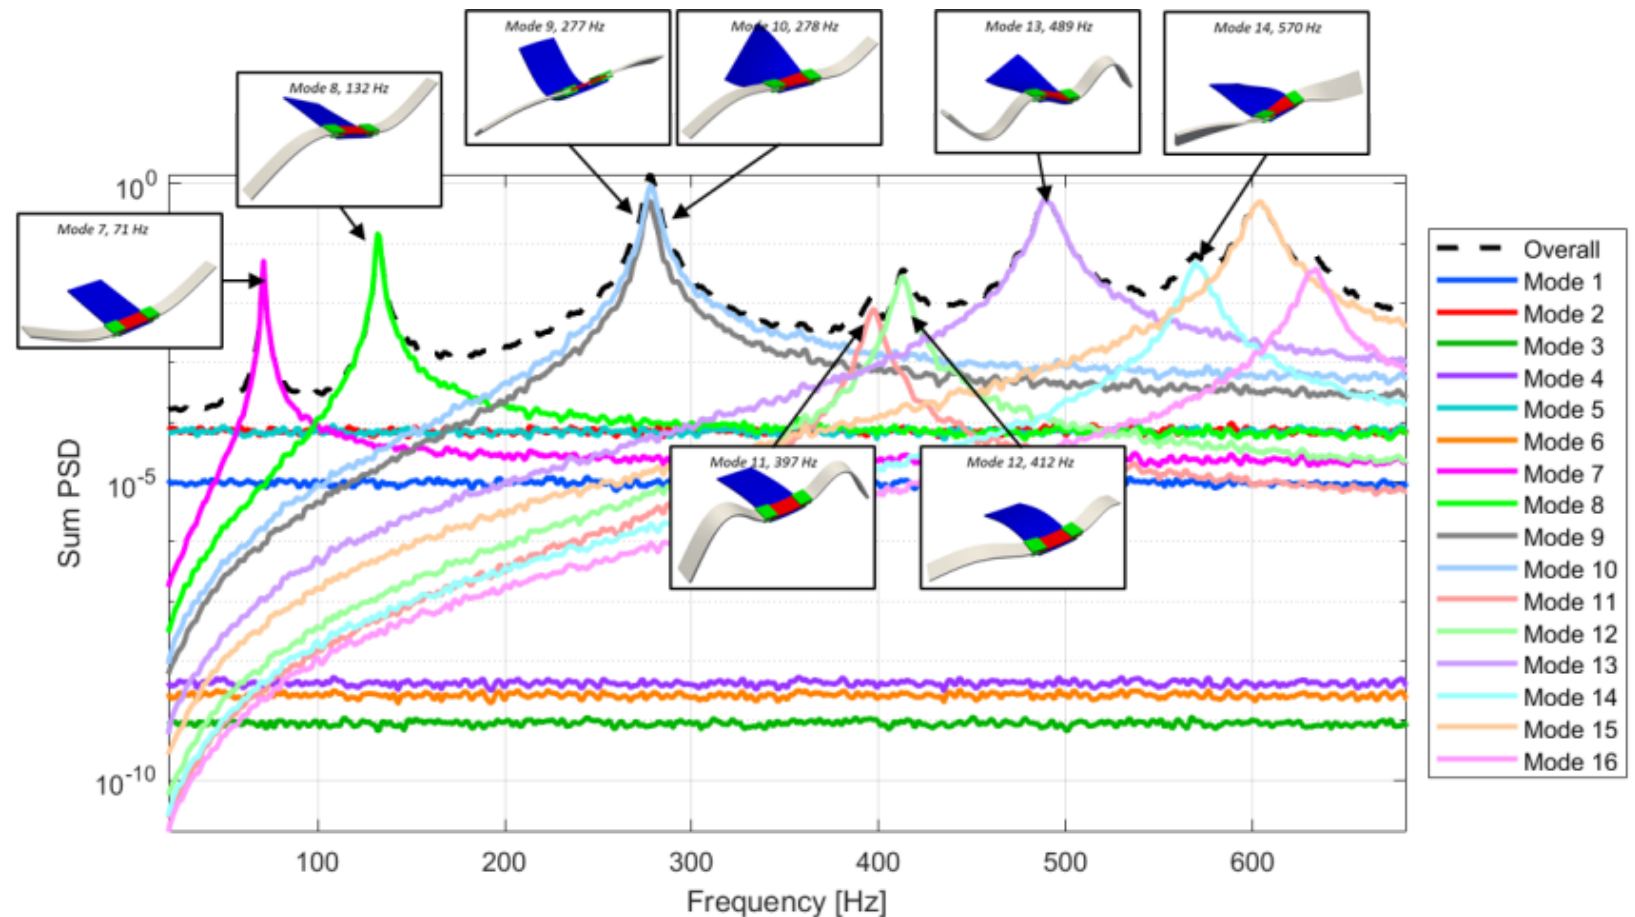 Mode 9, 277 Hz
Mode 10, 278 Hz
Mode 13, 489 Hz
Mode 14, 570 Hz
Mode 8, 132 Hz
Mode 7, 71 Hz
Mode 11, 397 Hz
Mode 12, 412 Hz
10^0
10^-5
10^-10
Sum PSD
100
200
300
400
500
600
Frequency [Hz]
Overall
Mode 1
Mode 2
Mode 3
Mode 4
Mode 5
Mode 6
Mode 7
Mode 8
Mode 9
Mode 10
Mode 11
Mode 12
Mode 13
Mode 14
Mode 15
Mode 16